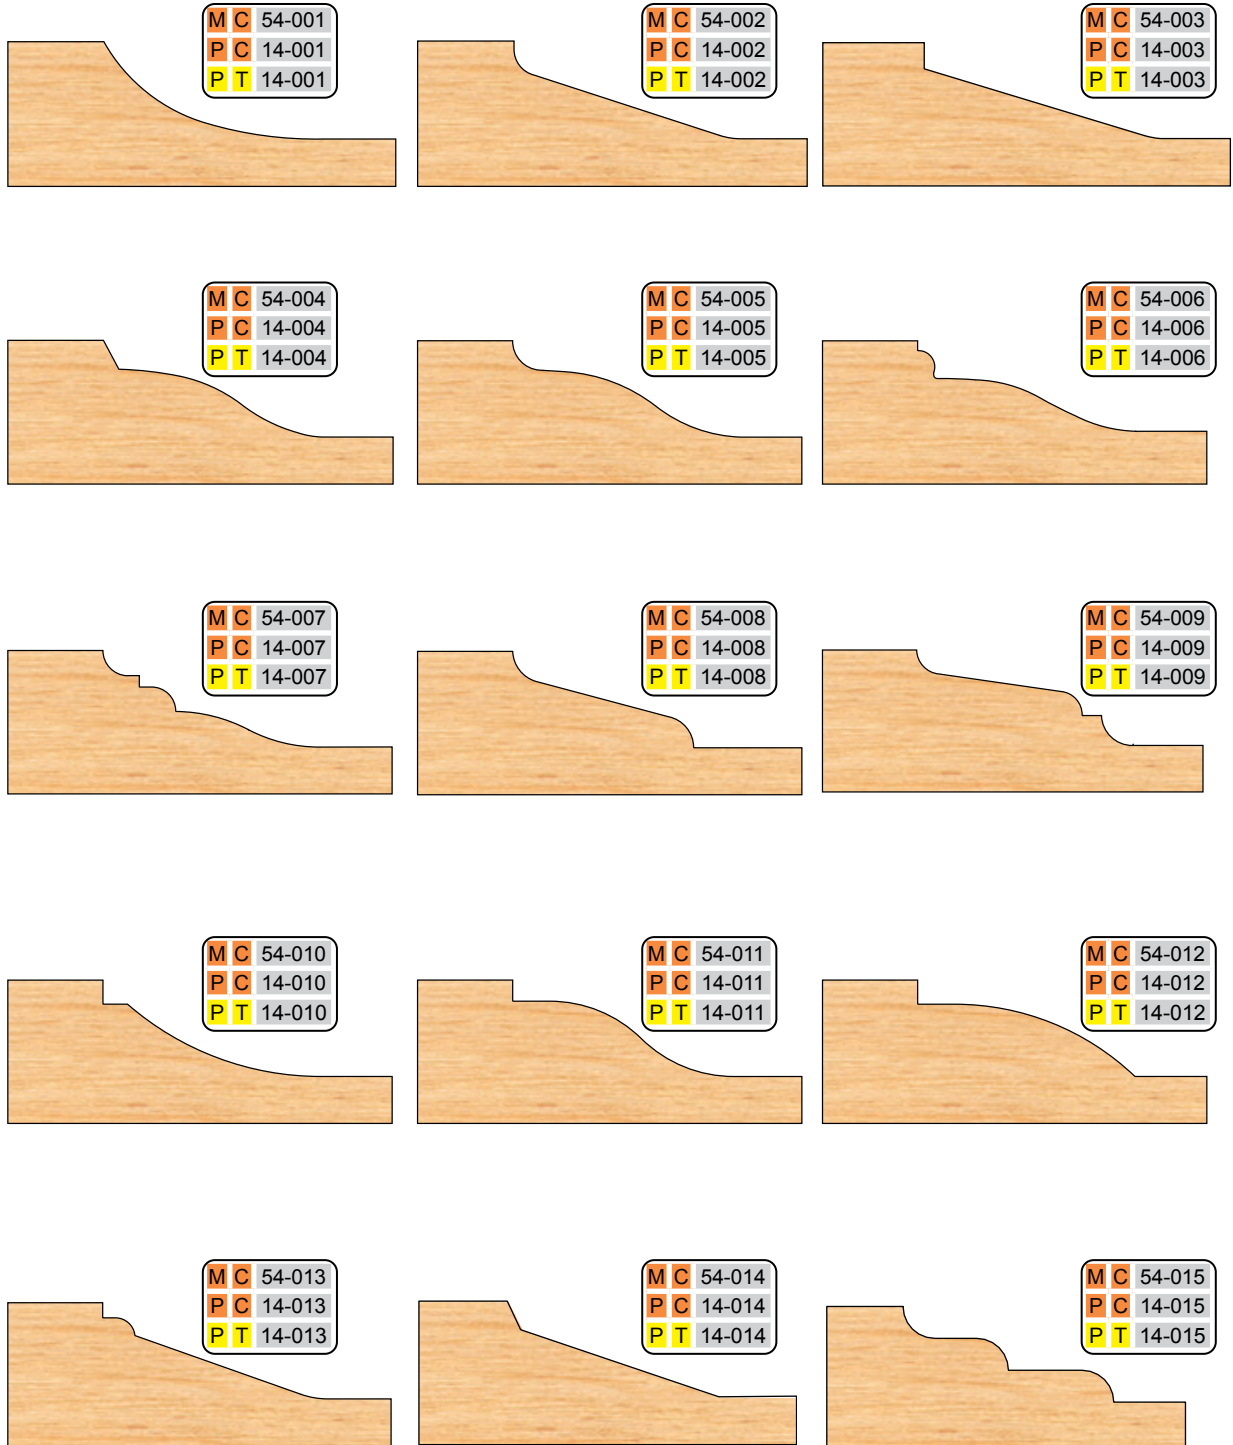 M C 54-001
P C 14-001
P T 14-001
M C 54-002
P C 14-002
P T 14-002
M C 54-003
P C 14-003
P T 14-003
M C 54-004
P C 14-004
P T 14-004
M C 54-005
P C 14-005
P T 14-005
M C 54-006
P C 14-006
P T 14-006
M C 54-007
P C 14-007
P T 14-007
M C 54-008
P C 14-008
P T 14-008
M C 54-009
P C 14-009
P T 14-009
M C 54-010
P C 14-010
P T 14-010
M C 54-011
P C 14-011
P T 14-011
M C 54-012
P C 14-012
P T 14-012
M C 54-013
P C 14-013
P T 14-013
M C 54-014
P C 14-014
P T 14-014
M C 54-015
P C 14-015
P T 14-015